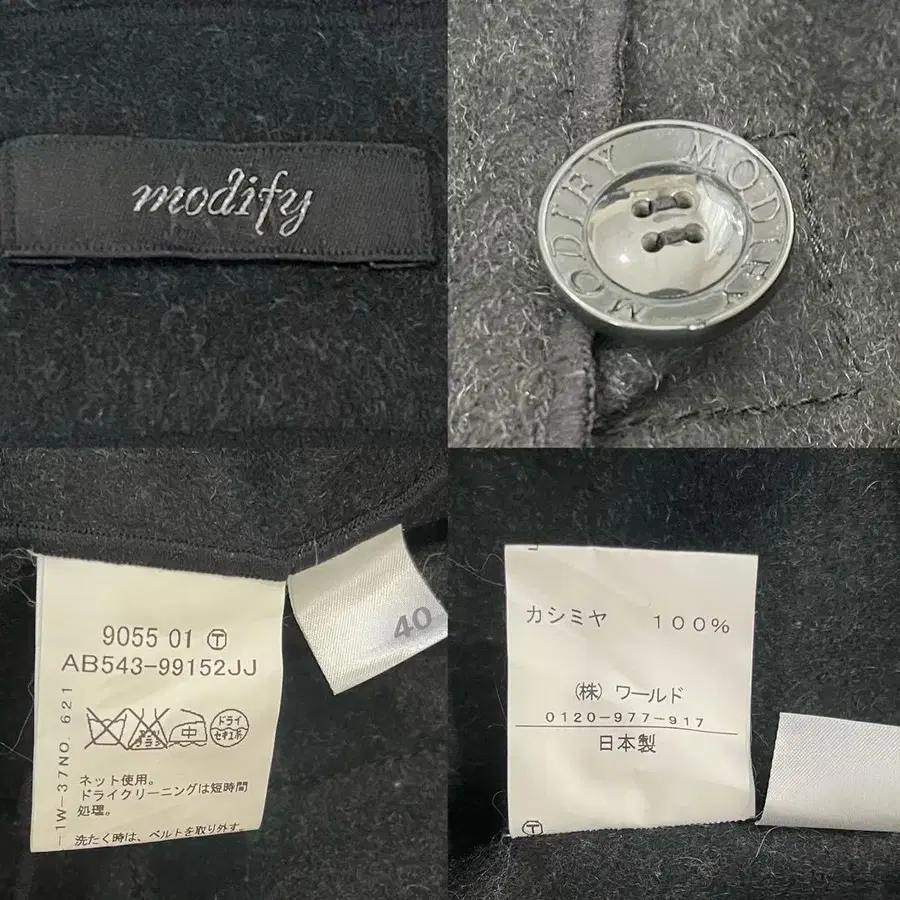 modify
MODIFY MODIFY
9055 01 Ⓣ
AB543-99152JJ
ドライ
セキユ系
ネット使用。
ドライクリーニングは短時間
処理。
洗たく時は、ベルトを取り外す。
-1W-37NO. 621
40
カシミヤ 100%
(株) ワールド
0120-977-917
日本製
Ⓣ